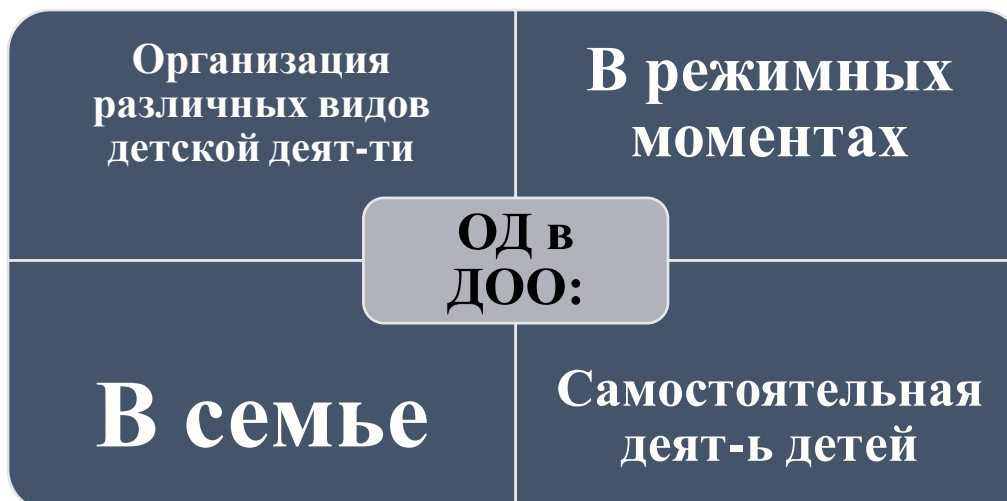 Организация
различных видов
детской деят-ти
В режимных
моментах
ОД в
ДОО:
В семье
Самостоятельная
деят-ь детей